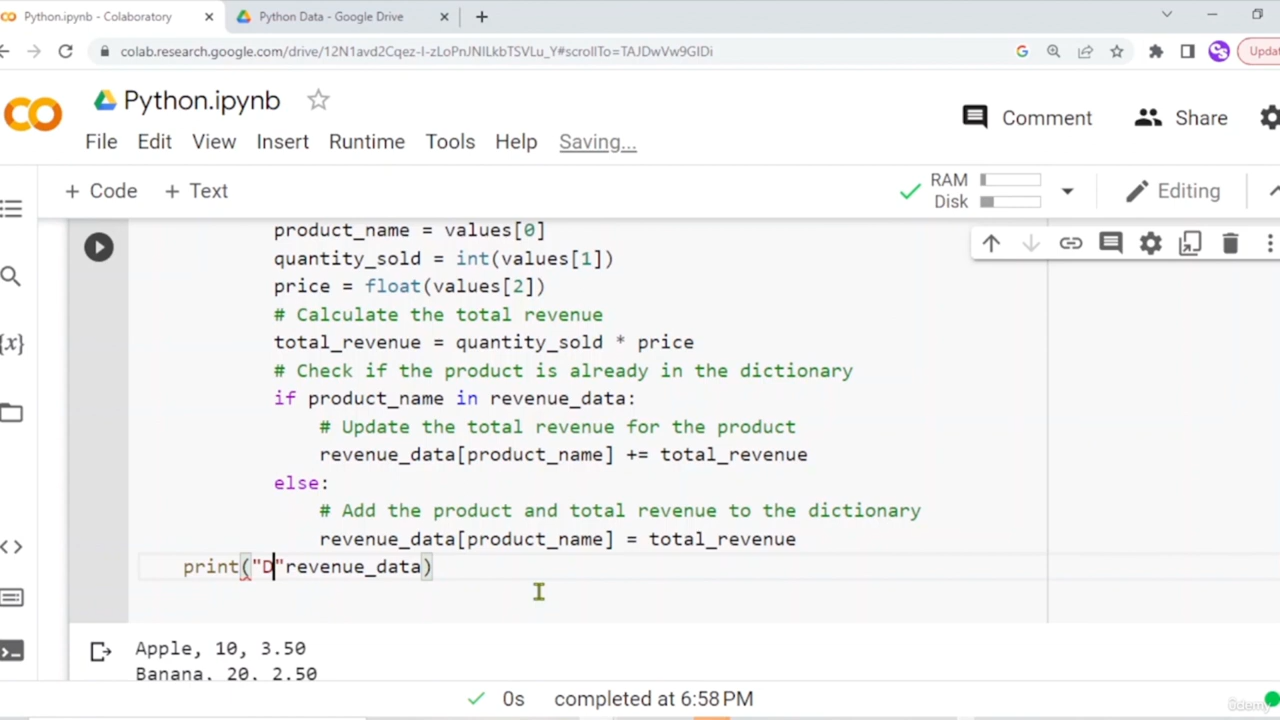 Python.ipynb - Colaboratory
Python Data - Google Drive
colab.research.google.com/drive/12N1avd2Cqez-I-zLoPnJNILkbTSVLu_Y#scrollTo=TAJDwVw9GIDi
Updat
Python.ipynb
Comment
Share
File Edit View Insert Runtime Tools Help Saving...
+ Code + Text
RAM
Disk
Editing
product_name = values[0]
quantity_sold = int(values[1])
price = float(values[2])
# Calculate the total revenue
total_revenue = quantity_sold * price
# Check if the product is already in the dictionary
if product_name in revenue_data:
# Update the total revenue for the product
revenue_data[product_name] += total_revenue
else:
# Add the product and total revenue to the dictionary
revenue_data[product_name] = total_revenue
print("D"revenue_data)
Apple, 10, 3.50
Banana, 20, 2.50
0s completed at 6:58 PM
ûdemy